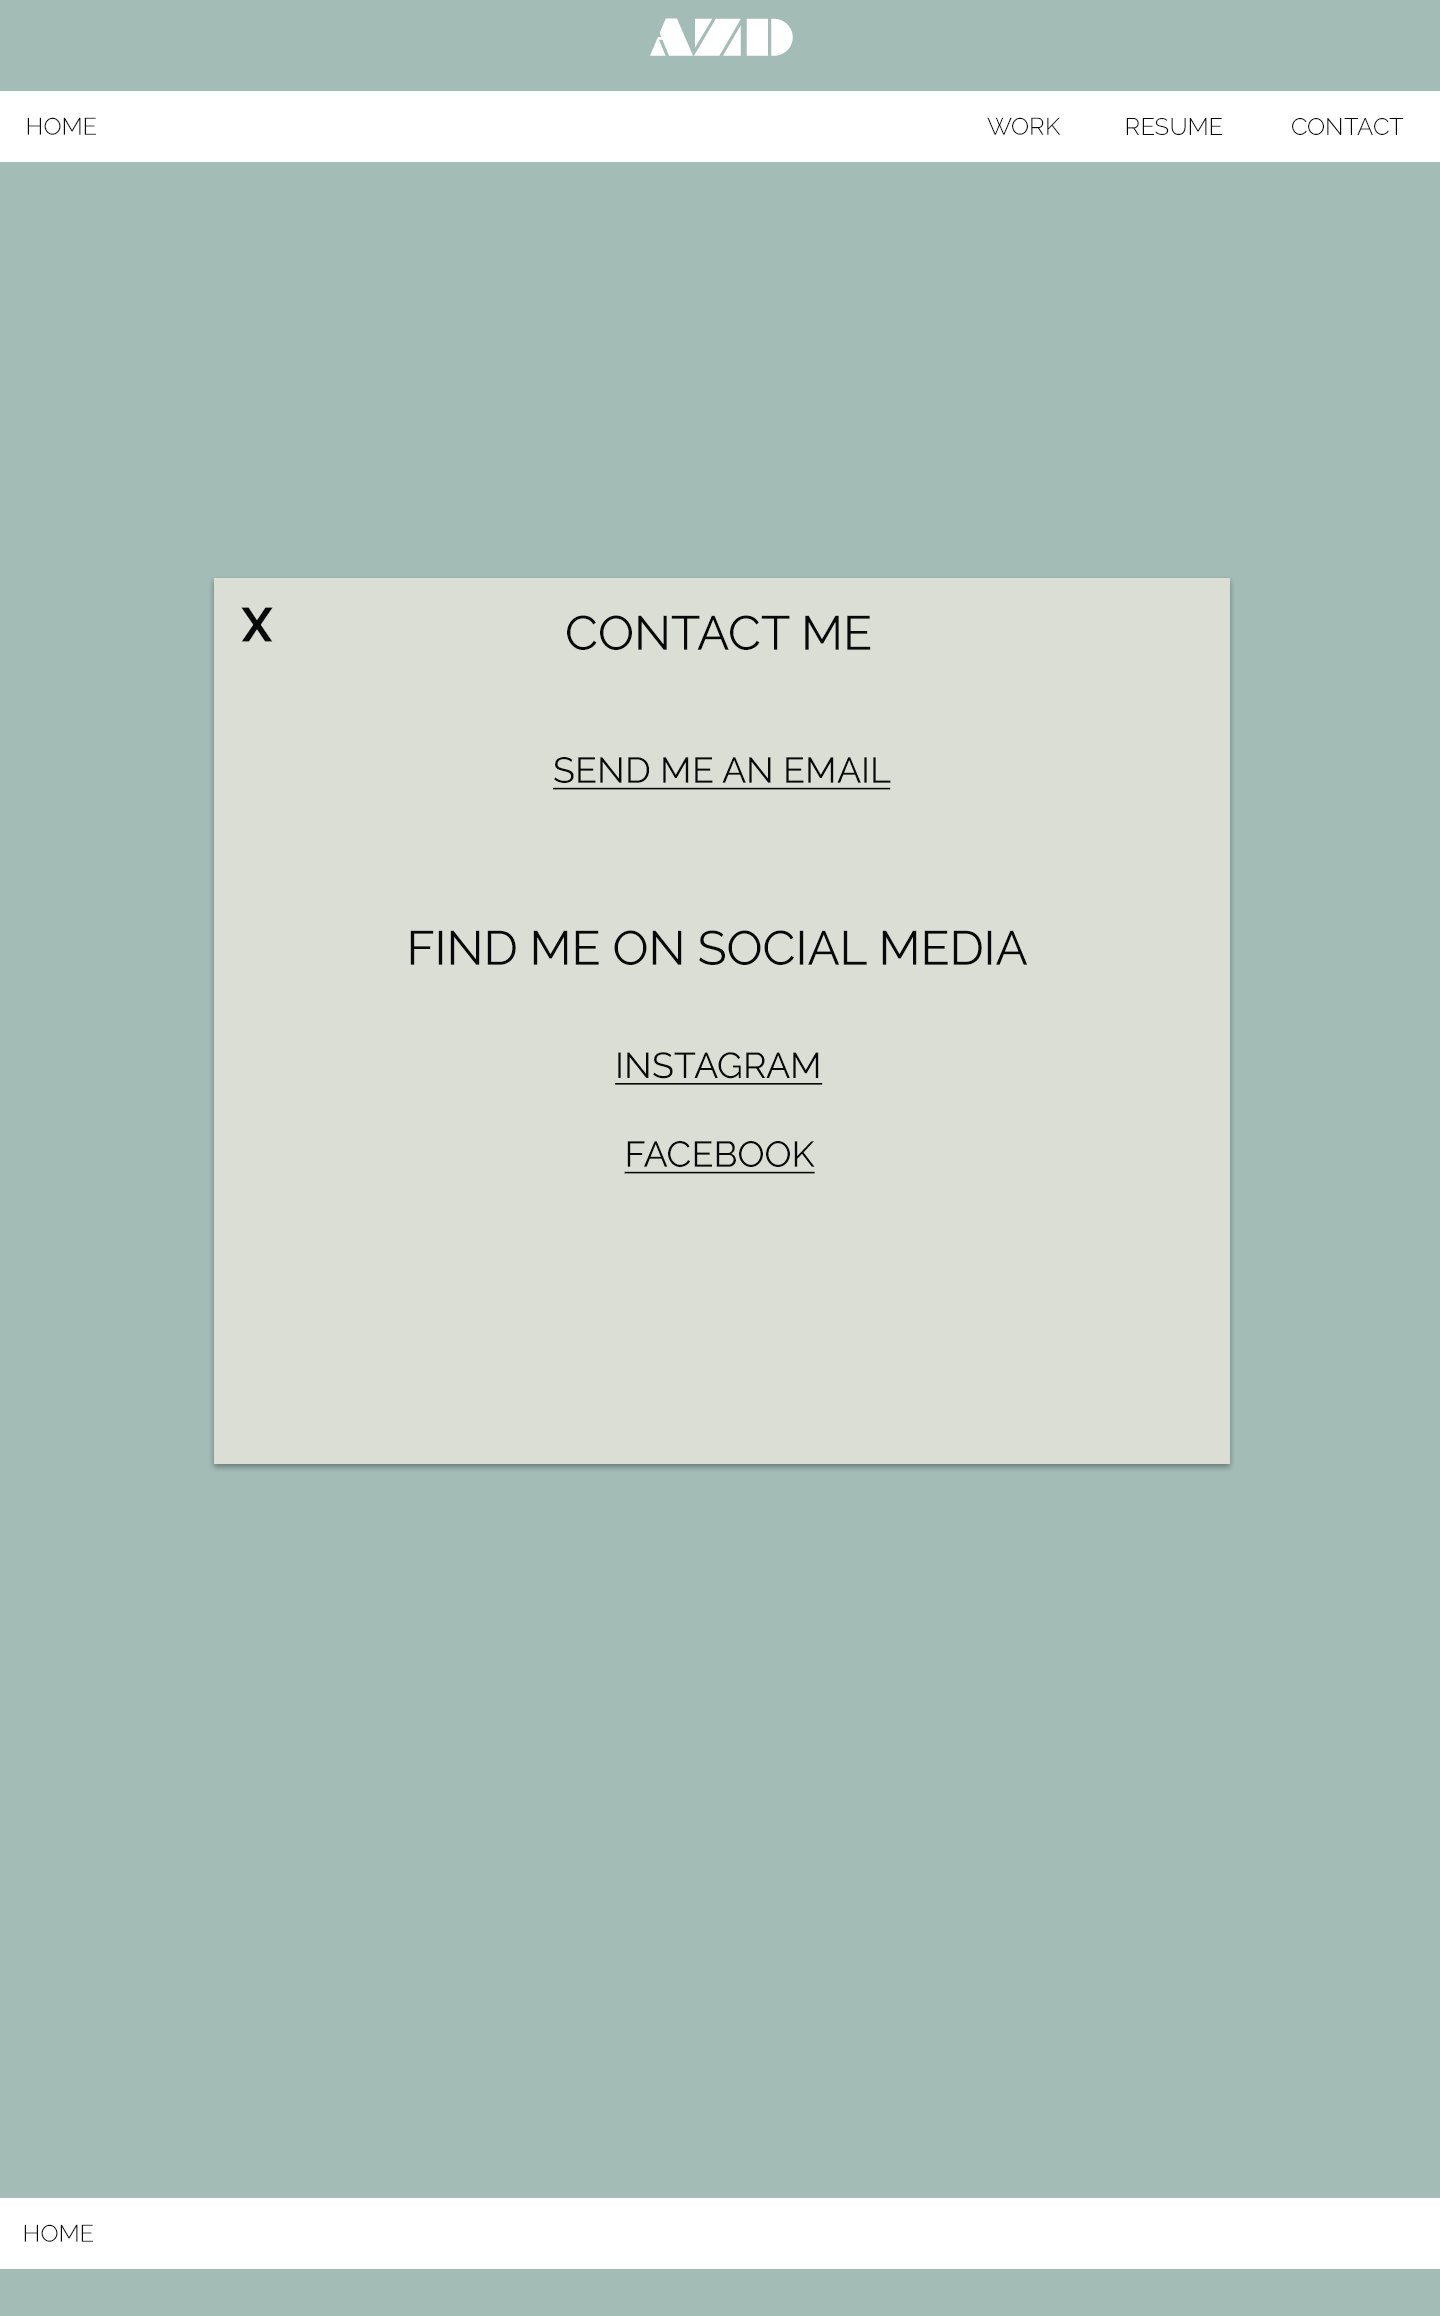 AZD
HOME WORK RESUME CONTACT
X CONTACT ME
SEND ME AN EMAIL
FIND ME ON SOCIAL MEDIA
INSTAGRAM
FACEBOOK
HOME